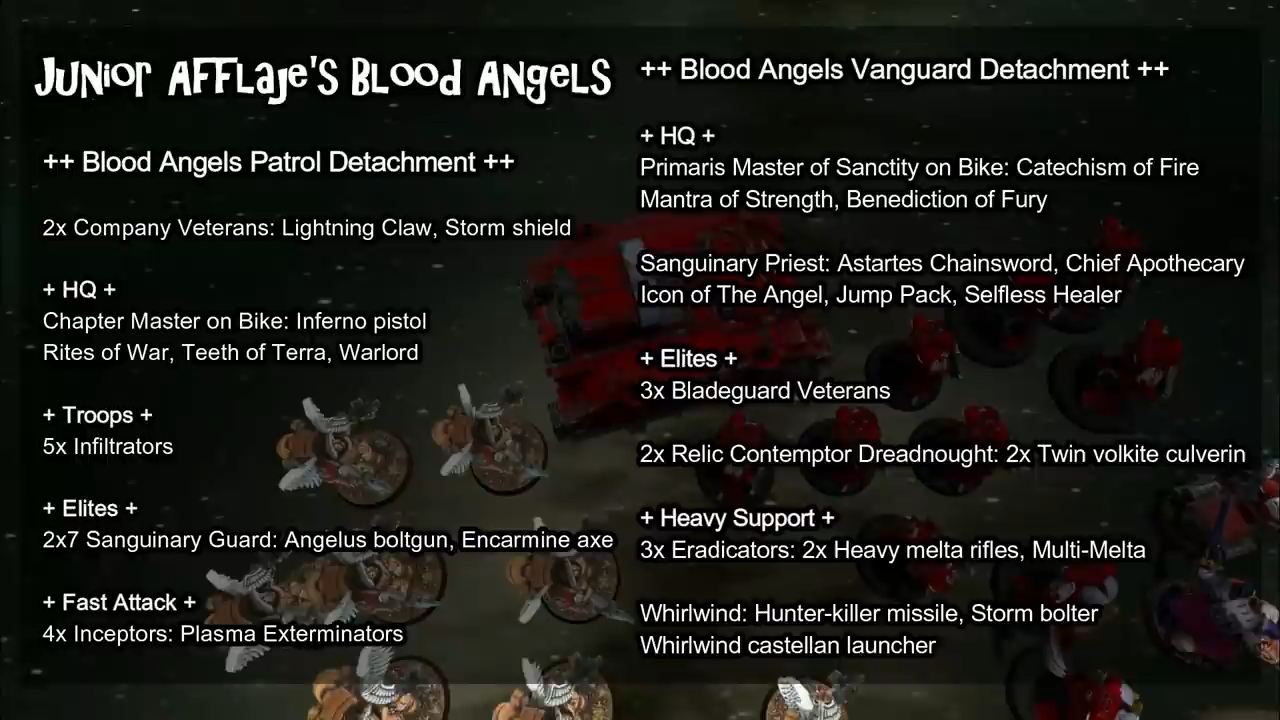 Junior Afflaje's Blood Angels
++ Blood Angels Patrol Detachment ++
2x Company Veterans: Lightning Claw, Storm shield
+ HQ +
Chapter Master on Bike: Inferno pistol
Rites of War, Teeth of Terra, Warlord
+ Troops +
5x Infiltrators
+ Elites +
2x7 Sanguinary Guard: Angelus boltgun, Encarmine axe
+ Fast Attack +
4x Inceptors: Plasma Exterminators
++ Blood Angels Vanguard Detachment ++
+ HQ +
Primaris Master of Sanctity on Bike: Catechism of Fire
Mantra of Strength, Benediction of Fury
Sanguinary Priest: Astartes Chainsword, Chief Apothecary
Icon of The Angel, Jump Pack, Selfless Healer
+ Elites +
3x Bladeguard Veterans
2x Relic Contemptor Dreadnought: 2x Twin volkite culverin
+ Heavy Support +
3x Eradicators: 2x Heavy melta rifles, Multi-Melta
Whirlwind: Hunter-killer missile, Storm bolter
Whirlwind castellan launcher